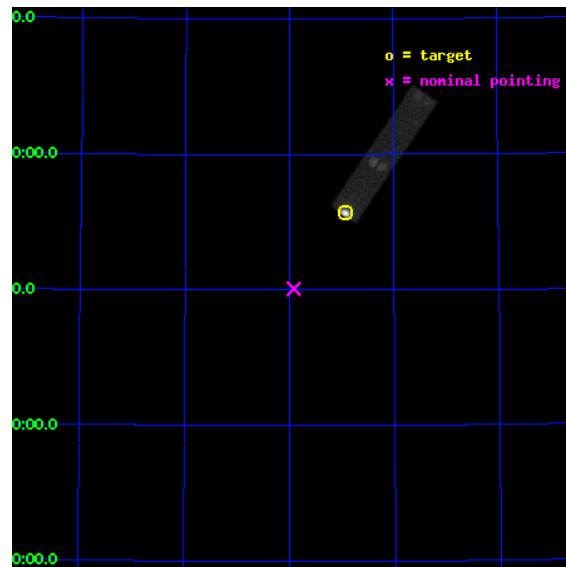 0.0
o = target
x = nominal pointing
0:00.0
0.0
0:00.0
0:00.0